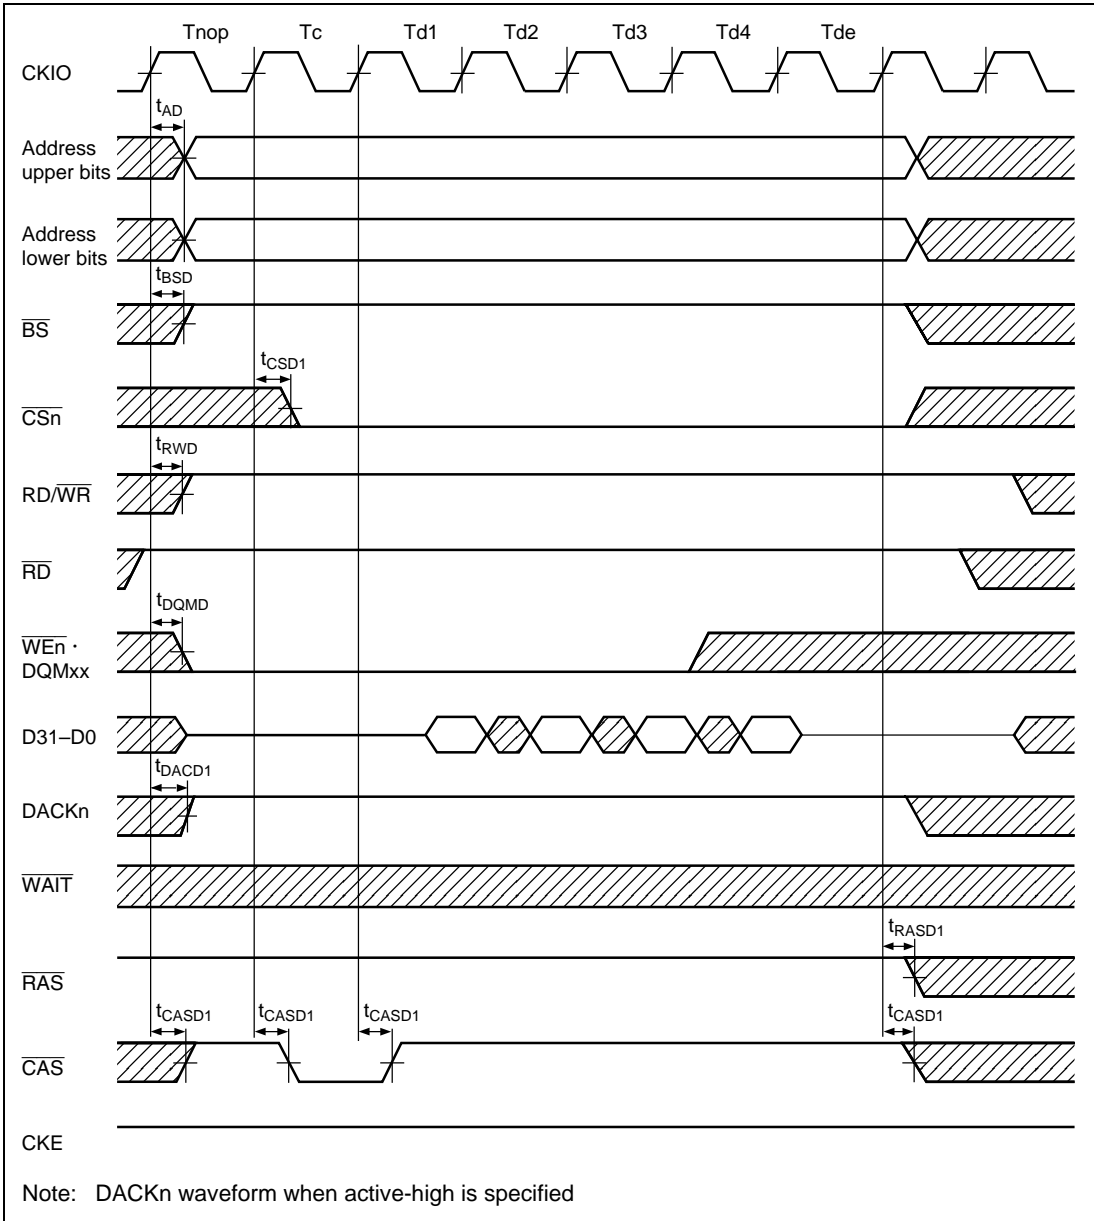 Tnop Tc Td1 Td2 Td3 Td4 Tde
CKIO
tAD
Address
upper bits
Address
lower bits
tBSD
BS
tCSD1
CSn
tRWD
RD/WR
RD
tDQMD
WEn ·
DQMxx
D31–D0
tDACD1
DACKn
WAIT
tRASD1
RAS
tCASD1 tCASD1 tCASD1 tCASD1
CAS
CKE
Note: DACKn waveform when active-high is specified